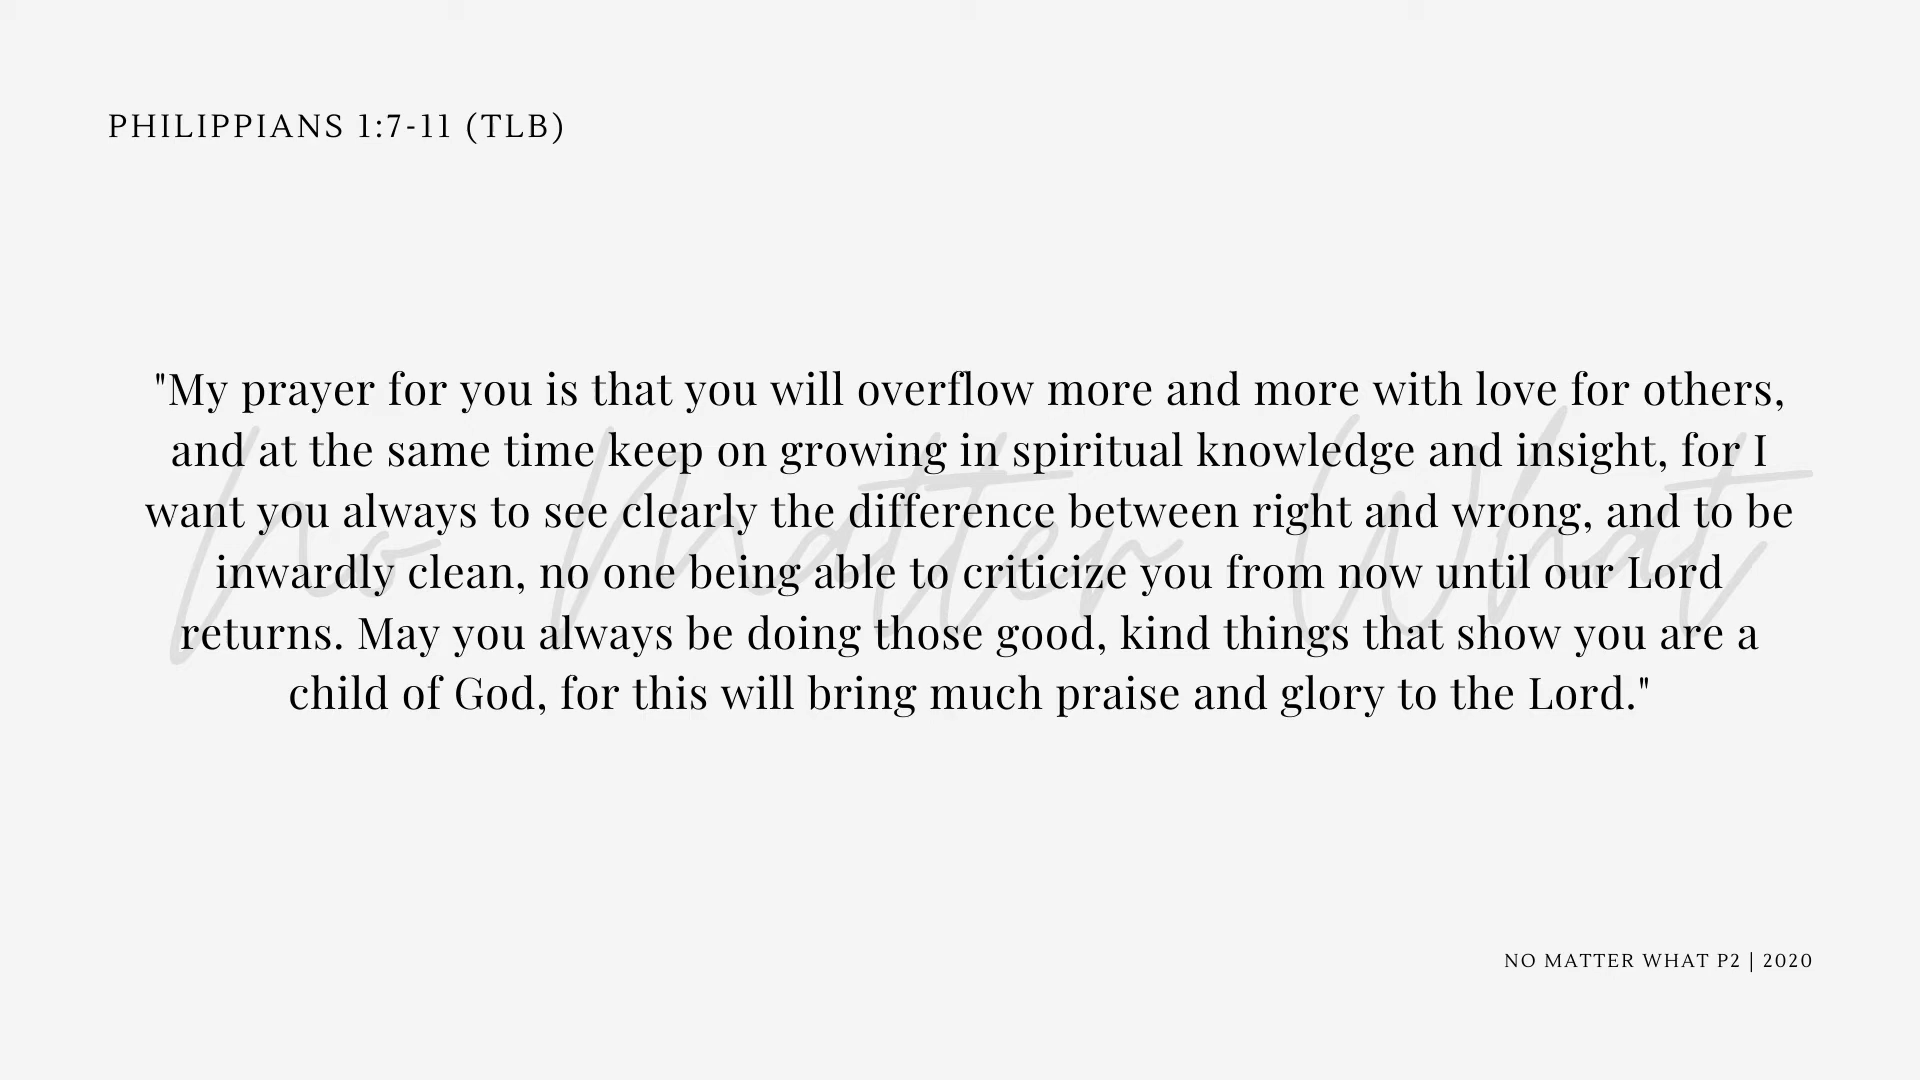 PHILIPPIANS 1:7-11 (TLB)
"My prayer for you is that you will overflow more and more with love for others,
and at the same time keep on growing in spiritual knowledge and insight, for I
want you always to see clearly the difference between right and wrong, and to be
inwardly clean, no one being able to criticize you from now until our Lord
returns. May you always be doing those good, kind things that show you are a
child of God, for this will bring much praise and glory to the Lord."
No Matter What
NO MATTER WHAT P2 | 2020